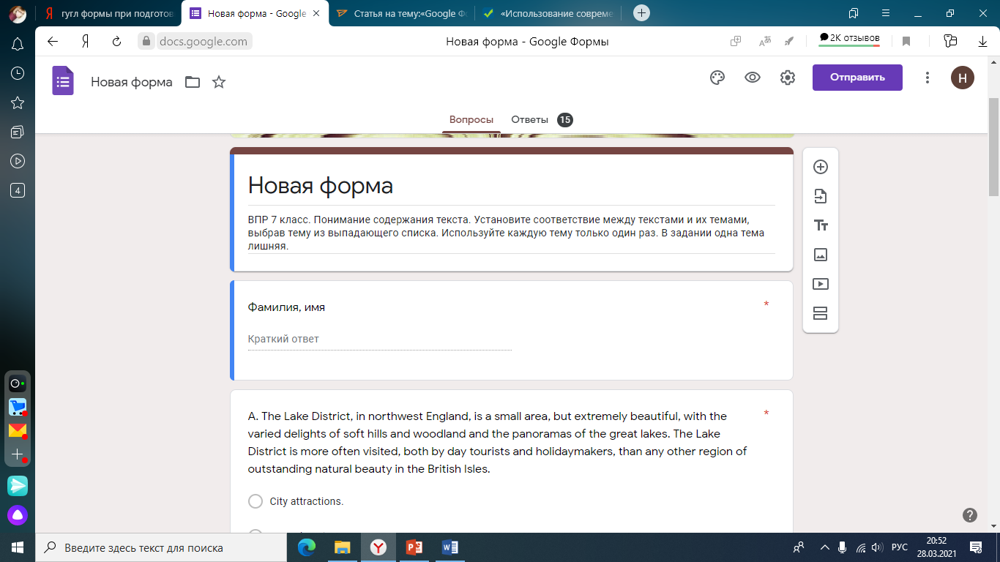 гугл формы при подготов
Новая форма - Google
Статья на тему:«Google Ф
«Использование совреме
docs.google.com
Новая форма - Google Формы
2К отзывов
Новая форма
Отправить
Н
Вопросы
Ответы 15
4
Новая форма
ВПР 7 класс. Понимание содержания текста. Установите соответствие между текстами и их темами,
выбрав тему из выпадающего списка. Используйте каждую тему только один раз. В задании одна тема
лишняя.
Фамилия, имя *
Краткий ответ
A. The Lake District, in northwest England, is a small area, but extremely beautiful, with the *
varied delights of soft hills and woodland and the panoramas of the great lakes. The Lake
District is more often visited, both by day tourists and holidaymakers, than any other region of
outstanding natural beauty in the British Isles.
City attractions.
Введите здесь текст для поиска
РУС
20:52
28.03.2021